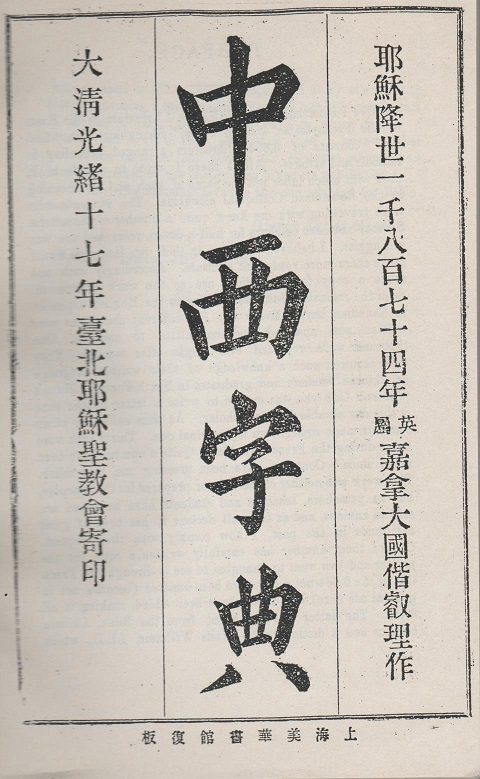 耶穌降世一千八百七十四年英屬嘉拿大國偕叡理作
中西字典
大清光緒十七年臺北耶穌聖教會寄印
上海美華書館復板